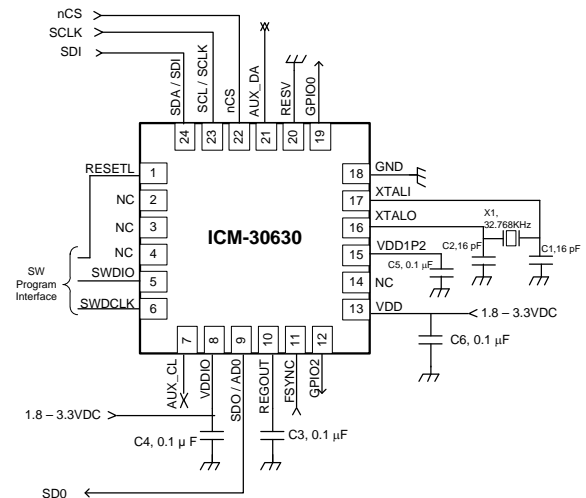 nCS
SCLK
SDI
SDA / SDI
SCL / SCLK
nCS
AUX_DA
RESV
GPIO0
24
23
22
21
20
19
RESETL
1
NC
2
NC
3
NC
4
SWDIO
5
SWDCLK
6
SW
Program
Interface
ICM-30630
18
GND
17
XTALI
16
XTALO
15
VDD1P2
14
NC
13
VDD
X1,
32.768KHz
C2,16 pF
C1,16 pF
C5, 0.1 μF
1.8 – 3.3VDC
C6, 0.1 μF
7
8
9
10
11
12
AUX_CL
VDDIO
SDO / AD0
REGOUT
FSYNC
GPIO2
1.8 – 3.3VDC
C4, 0.1 μ F
C3, 0.1 μF
SD0